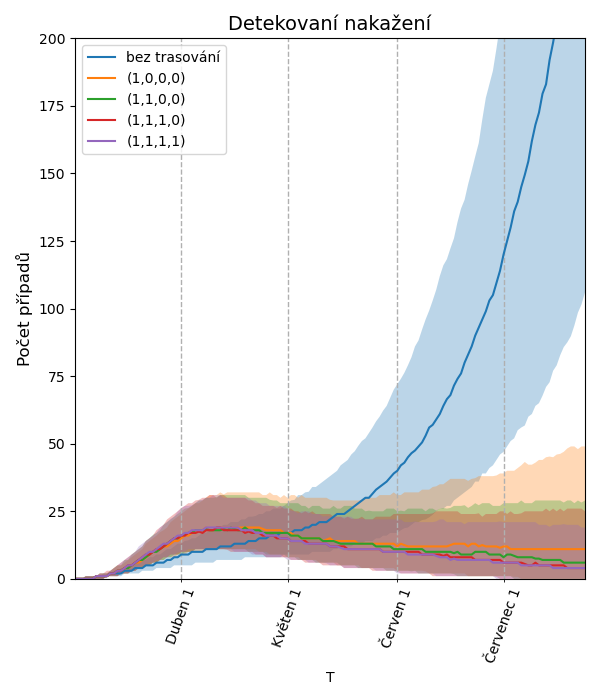 Detekovaní nakažení
bez trasování
(1,0,0,0)
(1,1,0,0)
(1,1,1,0)
(1,1,1,1)
Počet případů
200
175
150
125
100
75
50
25
0
Duben 1
Květen 1
Červen 1
Červenec 1
T